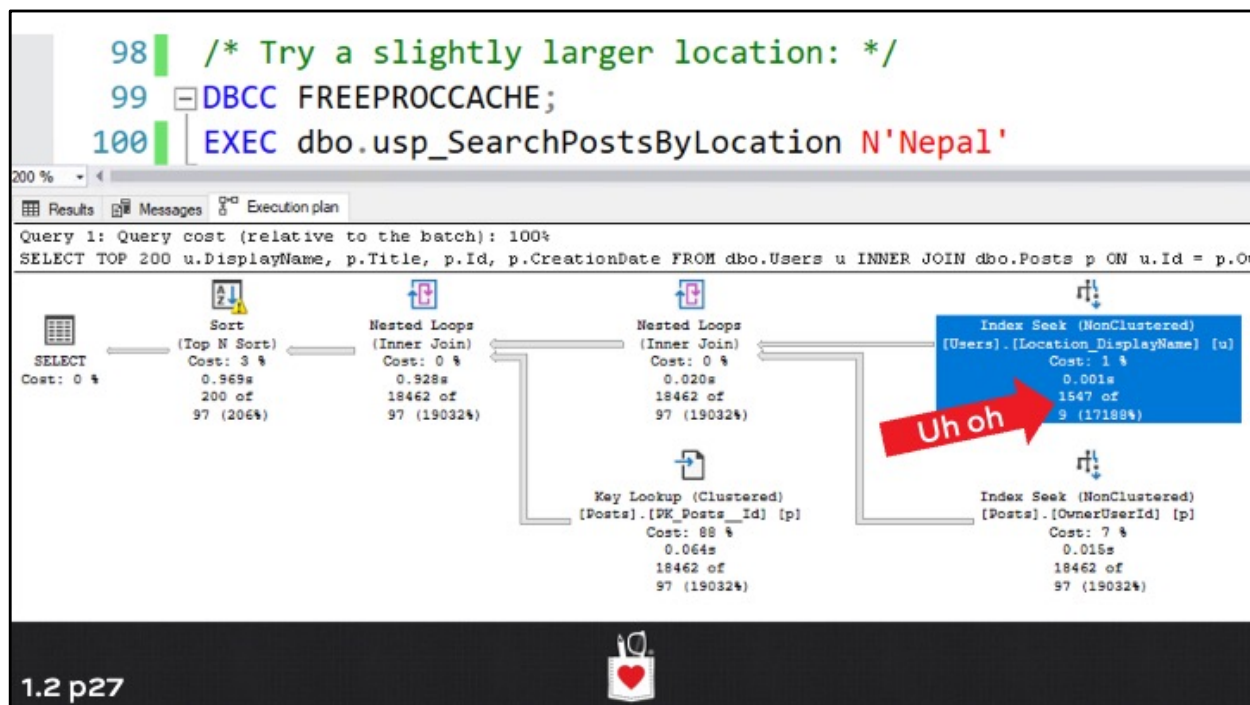 98 /* Try a slightly larger location: */
99 DBCC FREEPROCCACHE;
100 EXEC dbo.usp_SearchPostsByLocation N'Nepal'
200 %
Results Messages Execution plan
Query 1: Query cost (relative to the batch): 100%
SELECT TOP 200 u.DisplayName, p.Title, p.Id, p.CreationDate FROM dbo.Users u INNER JOIN dbo.Posts p ON u.Id = p.Ow
SELECT
Cost: 0 %
Sort
(Top N Sort)
Cost: 3 %
0.969s
200 of
97 (206%)
Nested Loops
(Inner Join)
Cost: 0 %
0.928s
18462 of
97 (19032%)
Nested Loops
(Inner Join)
Cost: 0 %
0.020s
18462 of
97 (19032%)
Index Seek (NonClustered)
[Users].[Location_DisplayName] [u]
Cost: 1 %
0.001s
1547 of
9 (17188%)
Uh oh
Key Lookup (Clustered)
[Posts].[PK_Posts__Id] [p]
Cost: 88 %
0.064s
18462 of
97 (19032%)
Index Seek (NonClustered)
[Posts].[OwnerUserId] [p]
Cost: 7 %
0.015s
18462 of
97 (19032%)
1.2 p27